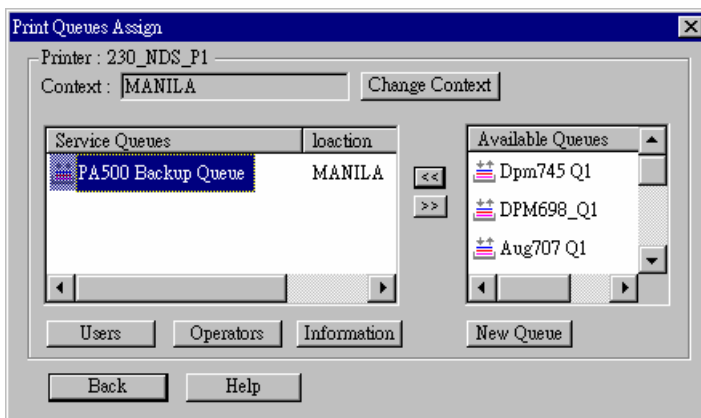 Print Queues Assign
Printer : 230_NDS_P1
Context : MANILA Change Context
Service Queues loaction Available Queues
PA500 Backup Queue MANILA << Dpm745 Q1
>> DPM698_Q1
Aug707 Q1
Users Operators Information New Queue
Back Help